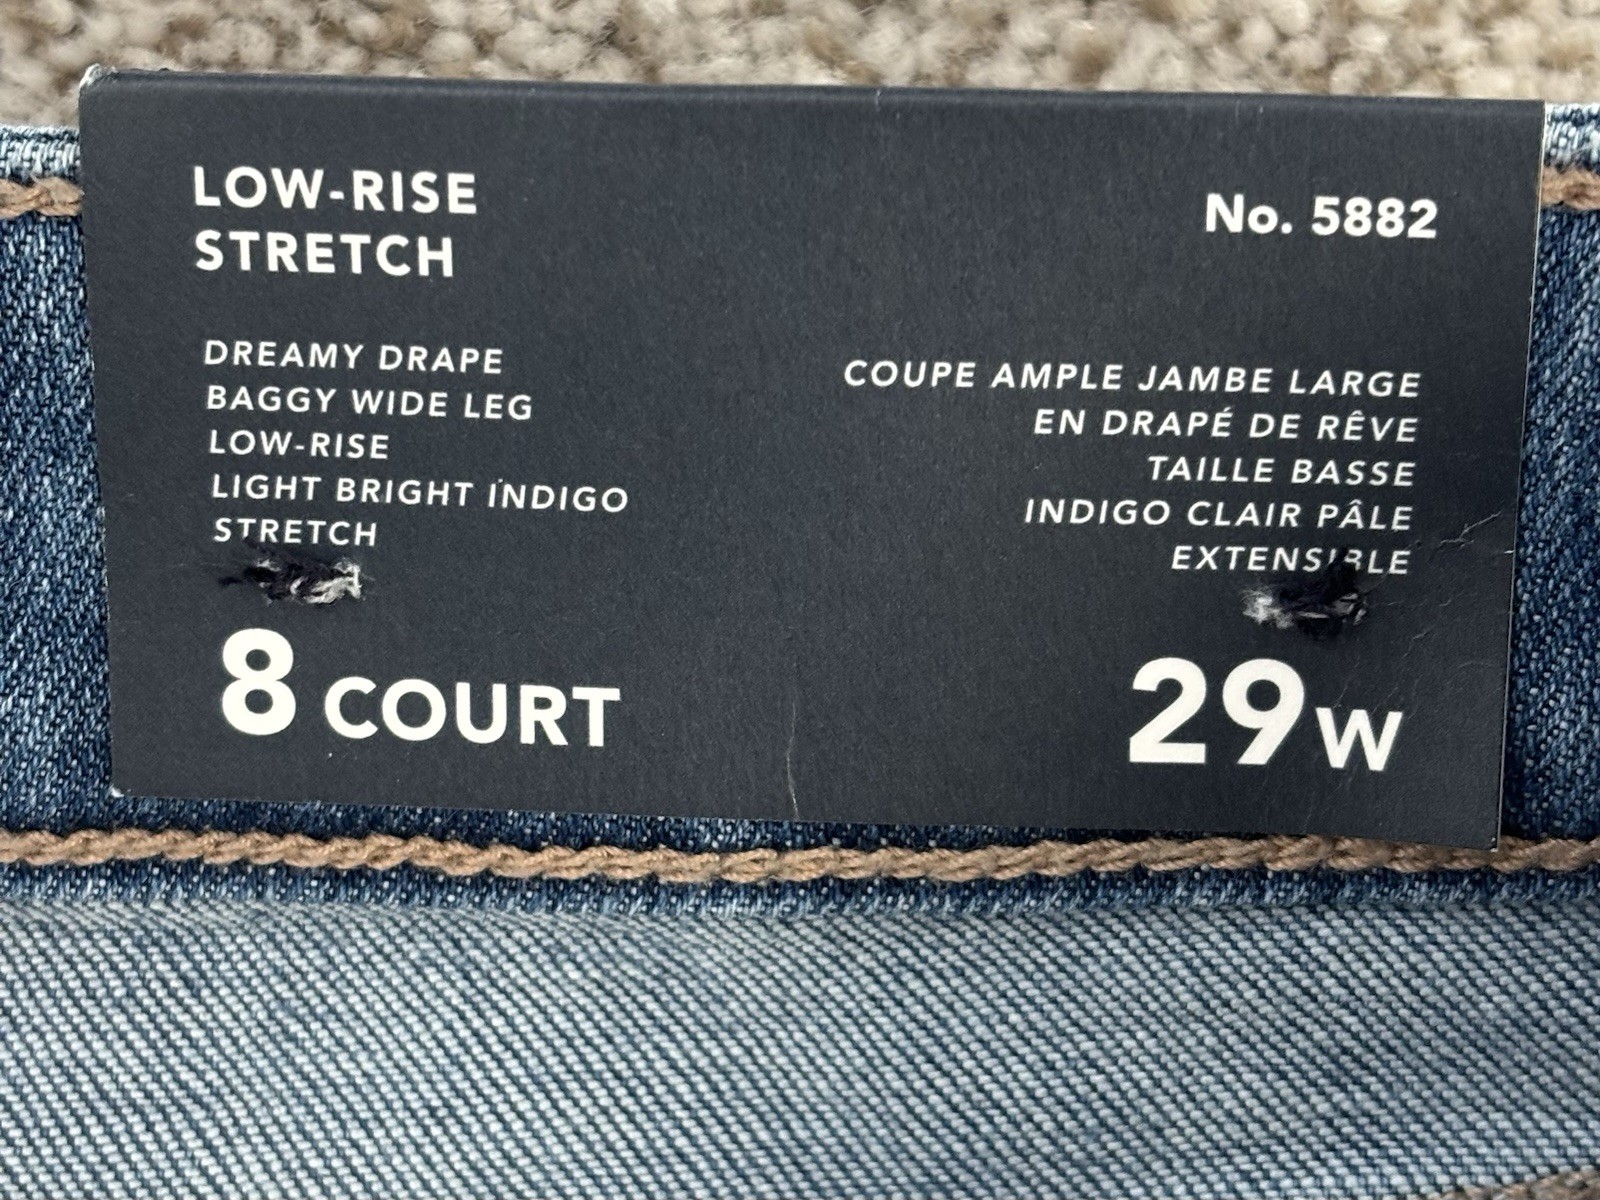 LOW-RISE
STRETCH
No. 5882
DREAMY DRAPE
BAGGY WIDE LEG
LOW-RISE
LIGHT BRIGHT INDIGO
STRETCH
COUPE AMPLE JAMBE LARGE
EN DRAPÉ DE RÊVE
TAILLE BASSE
INDIGO CLAIR PÂLE
EXTENSIBLE
8 COURT
29W